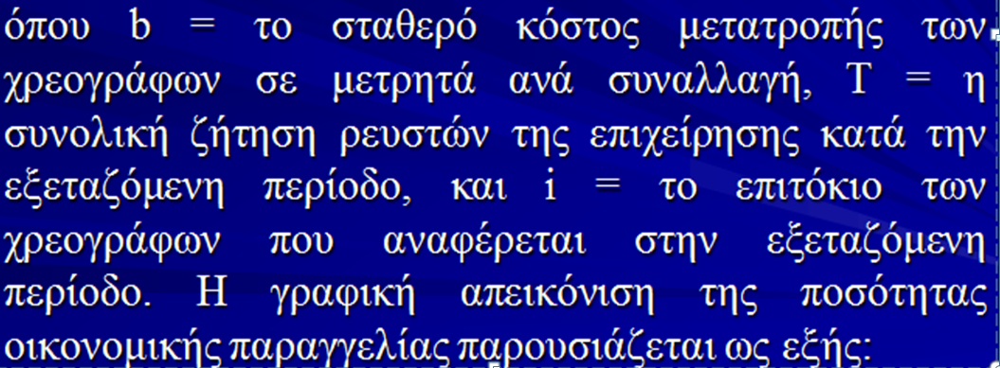 όπου b = το σταθερό κόστος μετατροπής των
χρεογράφων σε μετρητά ανά συναλλαγή, Τ = η
συνολική ζήτηση ρευστών της επιχείρησης κατά την
εξεταζόμενη περίοδο, και i = το επιτόκιο των
χρεογράφων που αναφέρεται στην εξεταζόμενη
περίοδο. Η γραφική απεικόνιση της ποσότητας
οικονομικής παραγγελίας παρουσιάζεται ως εξής: